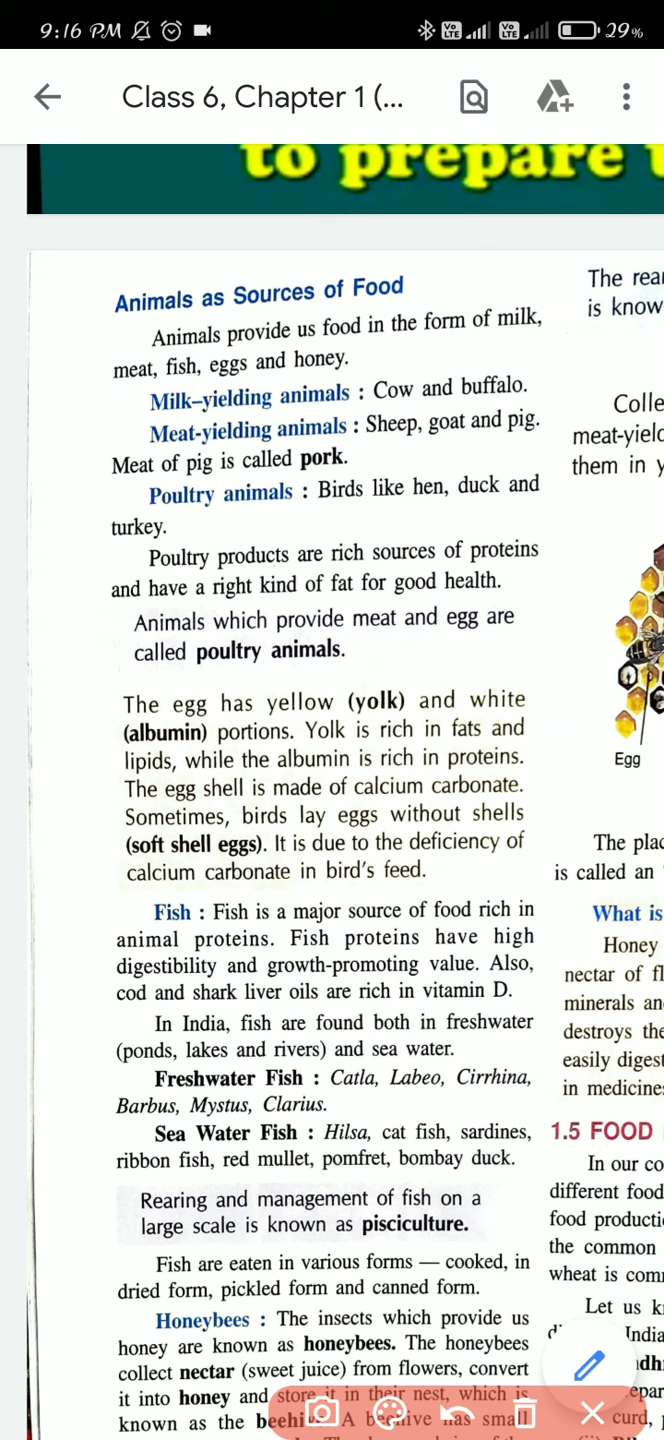 9:16 PM
Vo LTE
Vo LTE
29%
Class 6, Chapter 1 (...
to prepare
Animals as Sources of Food
Animals provide us food in the form of milk,
meat, fish, eggs and honey.
Milk–yielding animals : Cow and buffalo.
Meat-yielding animals : Sheep, goat and pig.
Meat of pig is called pork.
Poultry animals : Birds like hen, duck and
turkey.
Poultry products are rich sources of proteins
and have a right kind of fat for good health.
Animals which provide meat and egg are
called poultry animals.
The egg has yellow (yolk) and white
(albumin) portions. Yolk is rich in fats and
lipids, while the albumin is rich in proteins.
The egg shell is made of calcium carbonate.
Sometimes, birds lay eggs without shells
(soft shell eggs). It is due to the deficiency of
calcium carbonate in bird's feed.
Fish : Fish is a major source of food rich in
animal proteins. Fish proteins have high
digestibility and growth-promoting value. Also,
cod and shark liver oils are rich in vitamin D.
In India, fish are found both in freshwater
(ponds, lakes and rivers) and sea water.
Freshwater Fish : Catla, Labeo, Cirrhina,
Barbus, Mystus, Clarius.
Sea Water Fish : Hilsa, cat fish, sardines,
ribbon fish, red mullet, pomfret, bombay duck.
Rearing and management of fish on a
large scale is known as pisciculture.
Fish are eaten in various forms — cooked, in
dried form, pickled form and canned form.
Honeybees : The insects which provide us
honey are known as honeybees. The honeybees
collect nectar (sweet juice) from flowers, convert
it into honey and store it in their nest, which is
known as the beehi A beehive has small
The rear
is know
Colle
meat-yield
them in y
Egg
The plac
is called an
What is
Honey
nectar of fl
minerals an
destroys the
easily digest
in medicine
1.5 FOOD
In our co
different food
food producti
the common
wheat is com
Let us k
India
dh
epar
curd,